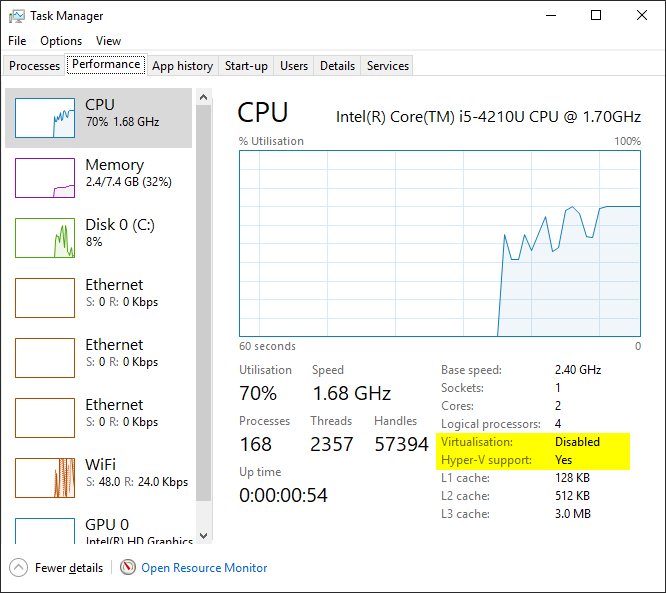 Task Manager
File Options View
Processes Performance App history Start-up Users Details Services
CPU
70% 1.68 GHz
Memory
2.4/7.4 GB (32%)
Disk 0 (C:)
8%
Ethernet
S: 0 R: 0 Kbps
Ethernet
S: 0 R: 0 Kbps
Ethernet
S: 0 R: 0 Kbps
WiFi
S: 48.0 R: 24.0 Kbps
GPU 0
Intel(R) HD Graphics
CPU Intel(R) Core(TM) i5-4210U CPU @ 1.70GHz
% Utilisation 100%
60 seconds 0
Utilisation Speed
70% 1.68 GHz
Processes Threads Handles
168 2357 57394
Up time
0:00:00:54
Base speed: 2.40 GHz
Sockets: 1
Cores: 2
Logical processors: 4
Virtualisation: Disabled
Hyper-V support: Yes
L1 cache: 128 KB
L2 cache: 512 KB
L3 cache: 3.0 MB
Fewer details Open Resource Monitor